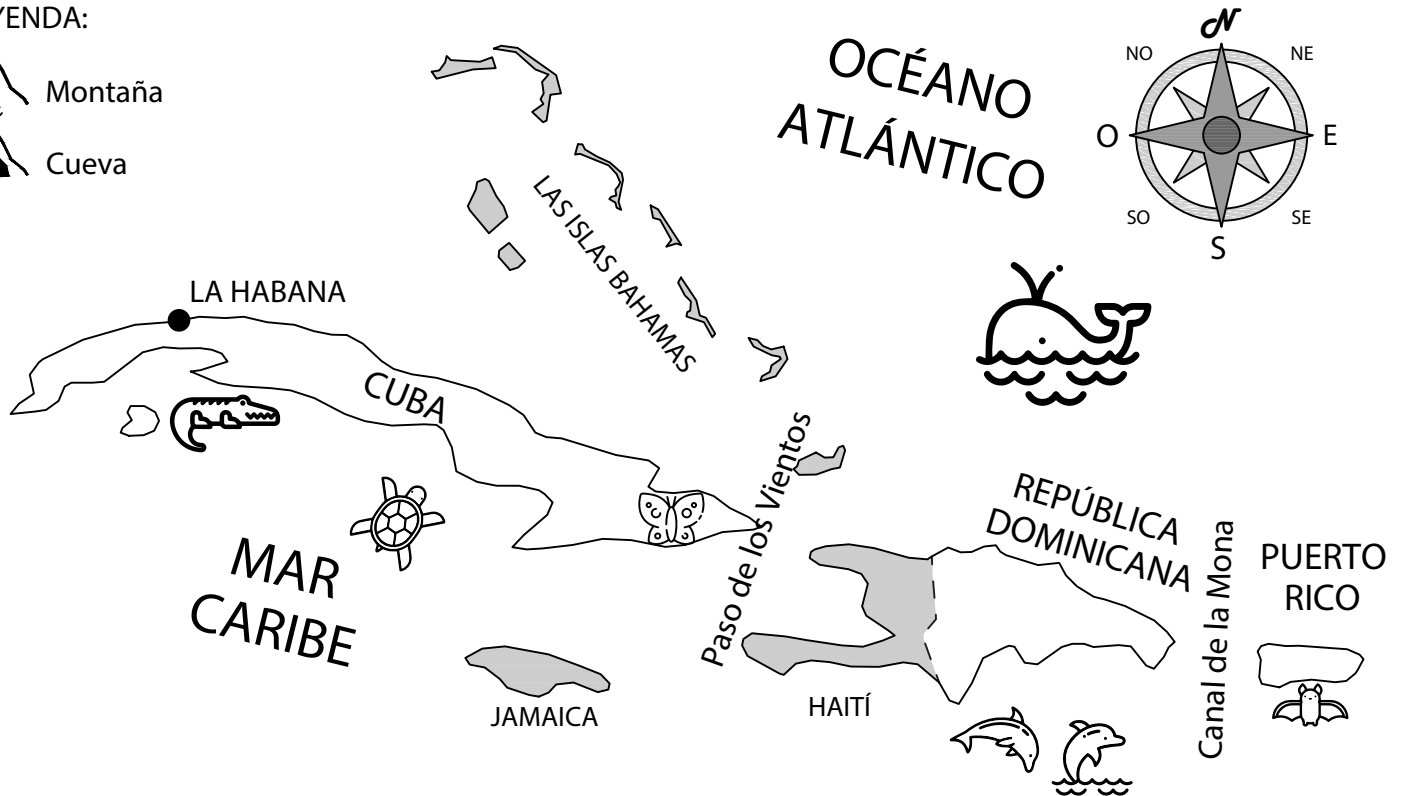 YENDA:
Montaña
Cueva
OCÉANO
ATLÁNTICO
N
NO
NE
O
E
SO
SE
S
LAS ISLAS BAHAMAS
LA HABANA
CUBA
Paso de los Vientos
MAR
CARIBE
REPÚBLICA
DOMINICANA
Canal de la Mona
PUERTO
RICO
JAMAICA
HAITÍ